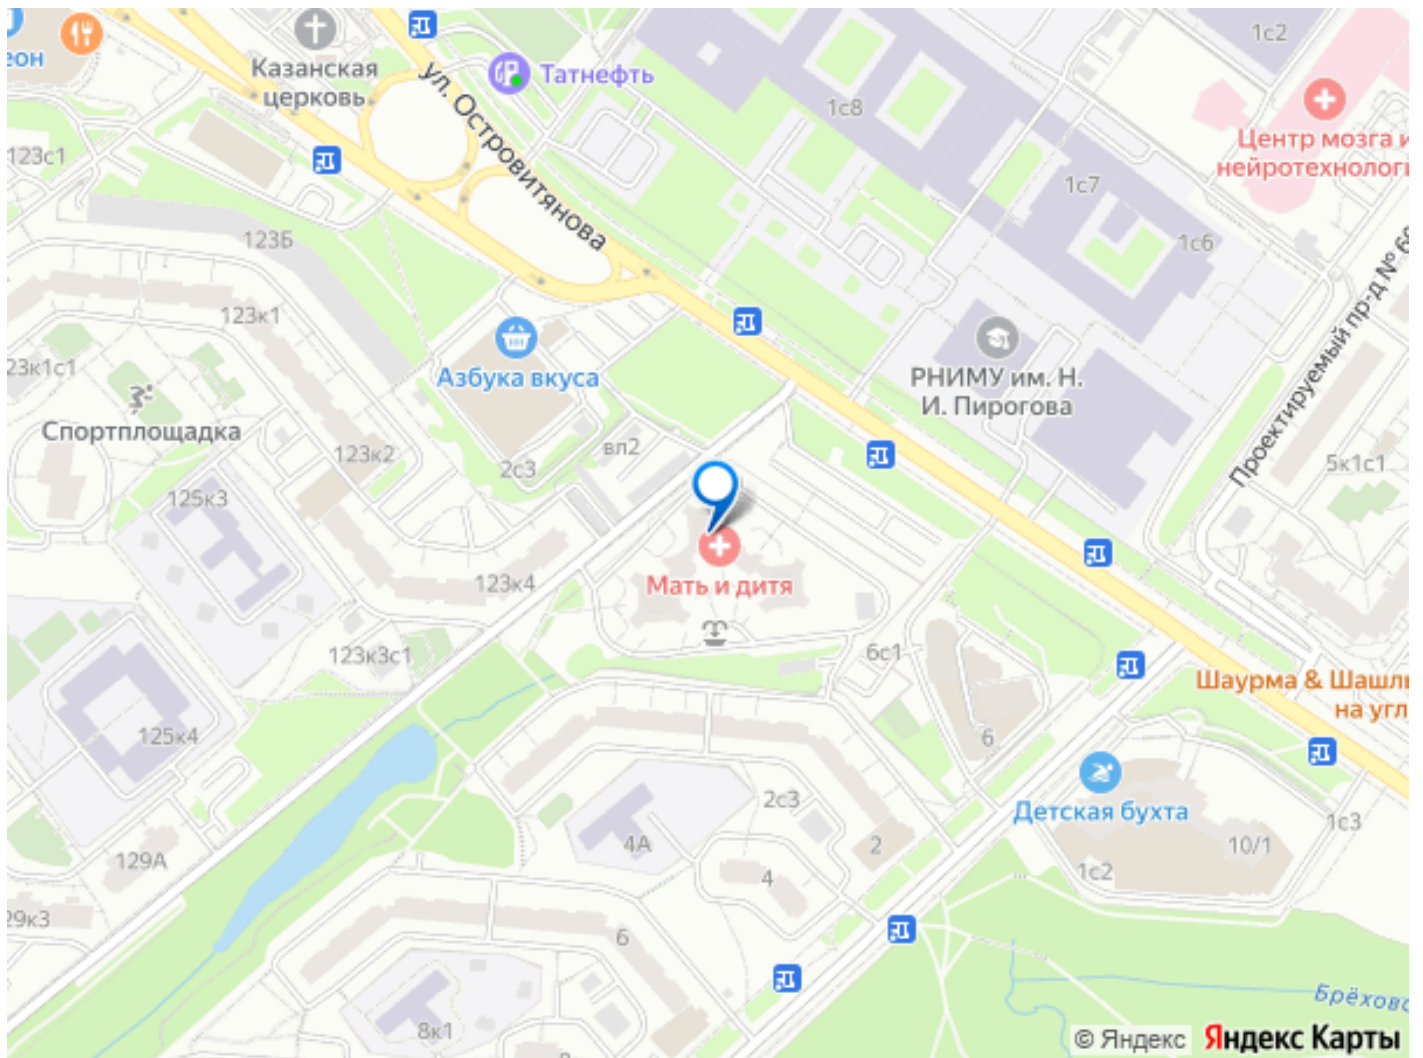 1с2
еон
Казанская
церковь
Татнефть
ул. Островитянова
1с8
Центр мозга и
нейротехнологи
123с1
1с7
1с6
123Б
Проектируемый пр-д № 6
123к1
23к1с1
Азбука вкуса
РНИМУ им. Н.
И. Пирогова
Спортплощадка
123к2
вл2
2с3
5к1с1
125к3
123к4
Мать и дитя
123к3с1
6с1
Шаурма & Шашлы
на угл
125к4
6
2с3
Детская бухта
4А
2
10/1
1с3
129А
4
1с2
29к3
6
Брёховс
8к1
© Яндекс Яндекс Карты